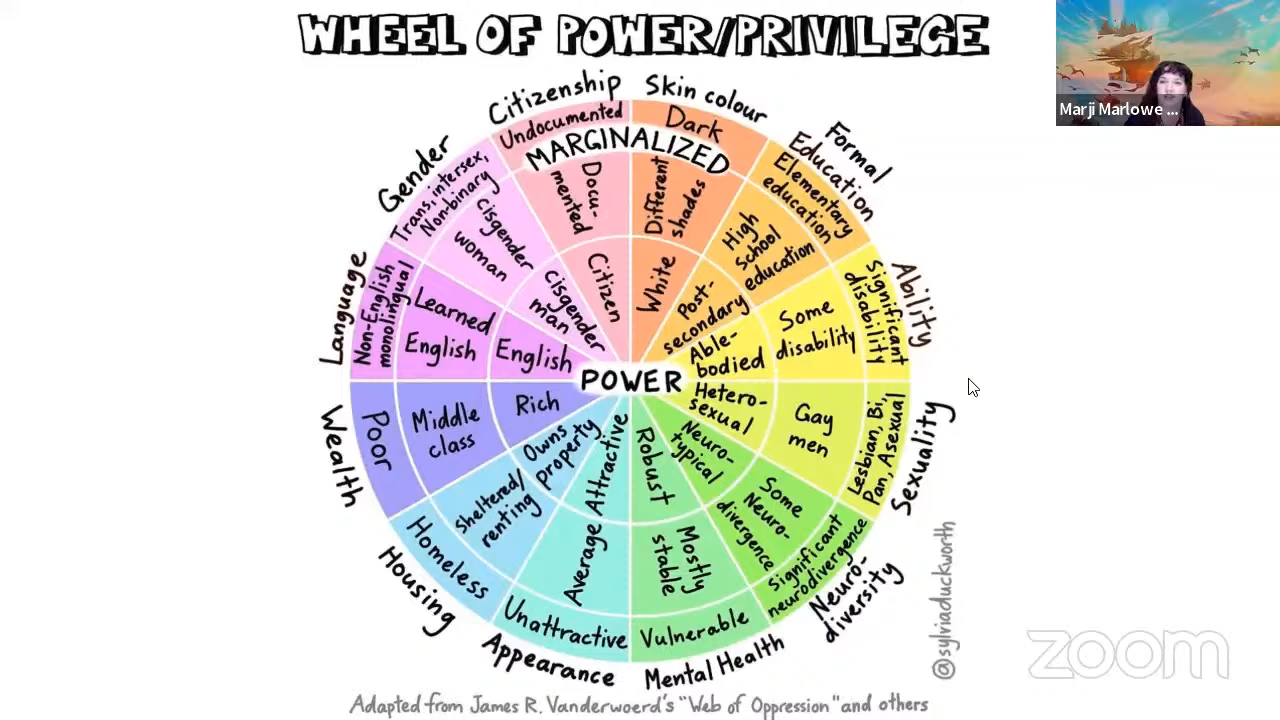 WHEEL OF POWER/PRIVILEGE
Marji Marlowe ...
Citizenship
Undocumented
Docu-
mented
Citizen
Skin colour
Dark
Different
shades
White
MARGINALIZED
Formal
Education
Elementary
education
High
School
education
Post-
secondary
Ability
Significant
disability
Some
disability
Able-
bodied
Sexuality
Lesbian, Bi,
Pan, Asexual
Gay
men
Hetero-
sexual
Neuro-
diversity
Significant
neurodivergence
Some
Neuro-
divergence
Neuro-
typical
Mental Health
Vulnerable
Mostly
stable
Robust
Appearance
Unattractive
Average
Attractive
Housing
Homeless
Sheltered/
renting
Owns
property
Wealth
Poor
Middle
class
Rich
Language
Non-English
monolingual
Learned
English
English
Gender
Trans, intersex,
Non-binary
cisgender
woman
cisgender
man
POWER
@sylviaduckworth
zoom
Adapted from James R. Vanderwoerd's "Web of Oppression" and others